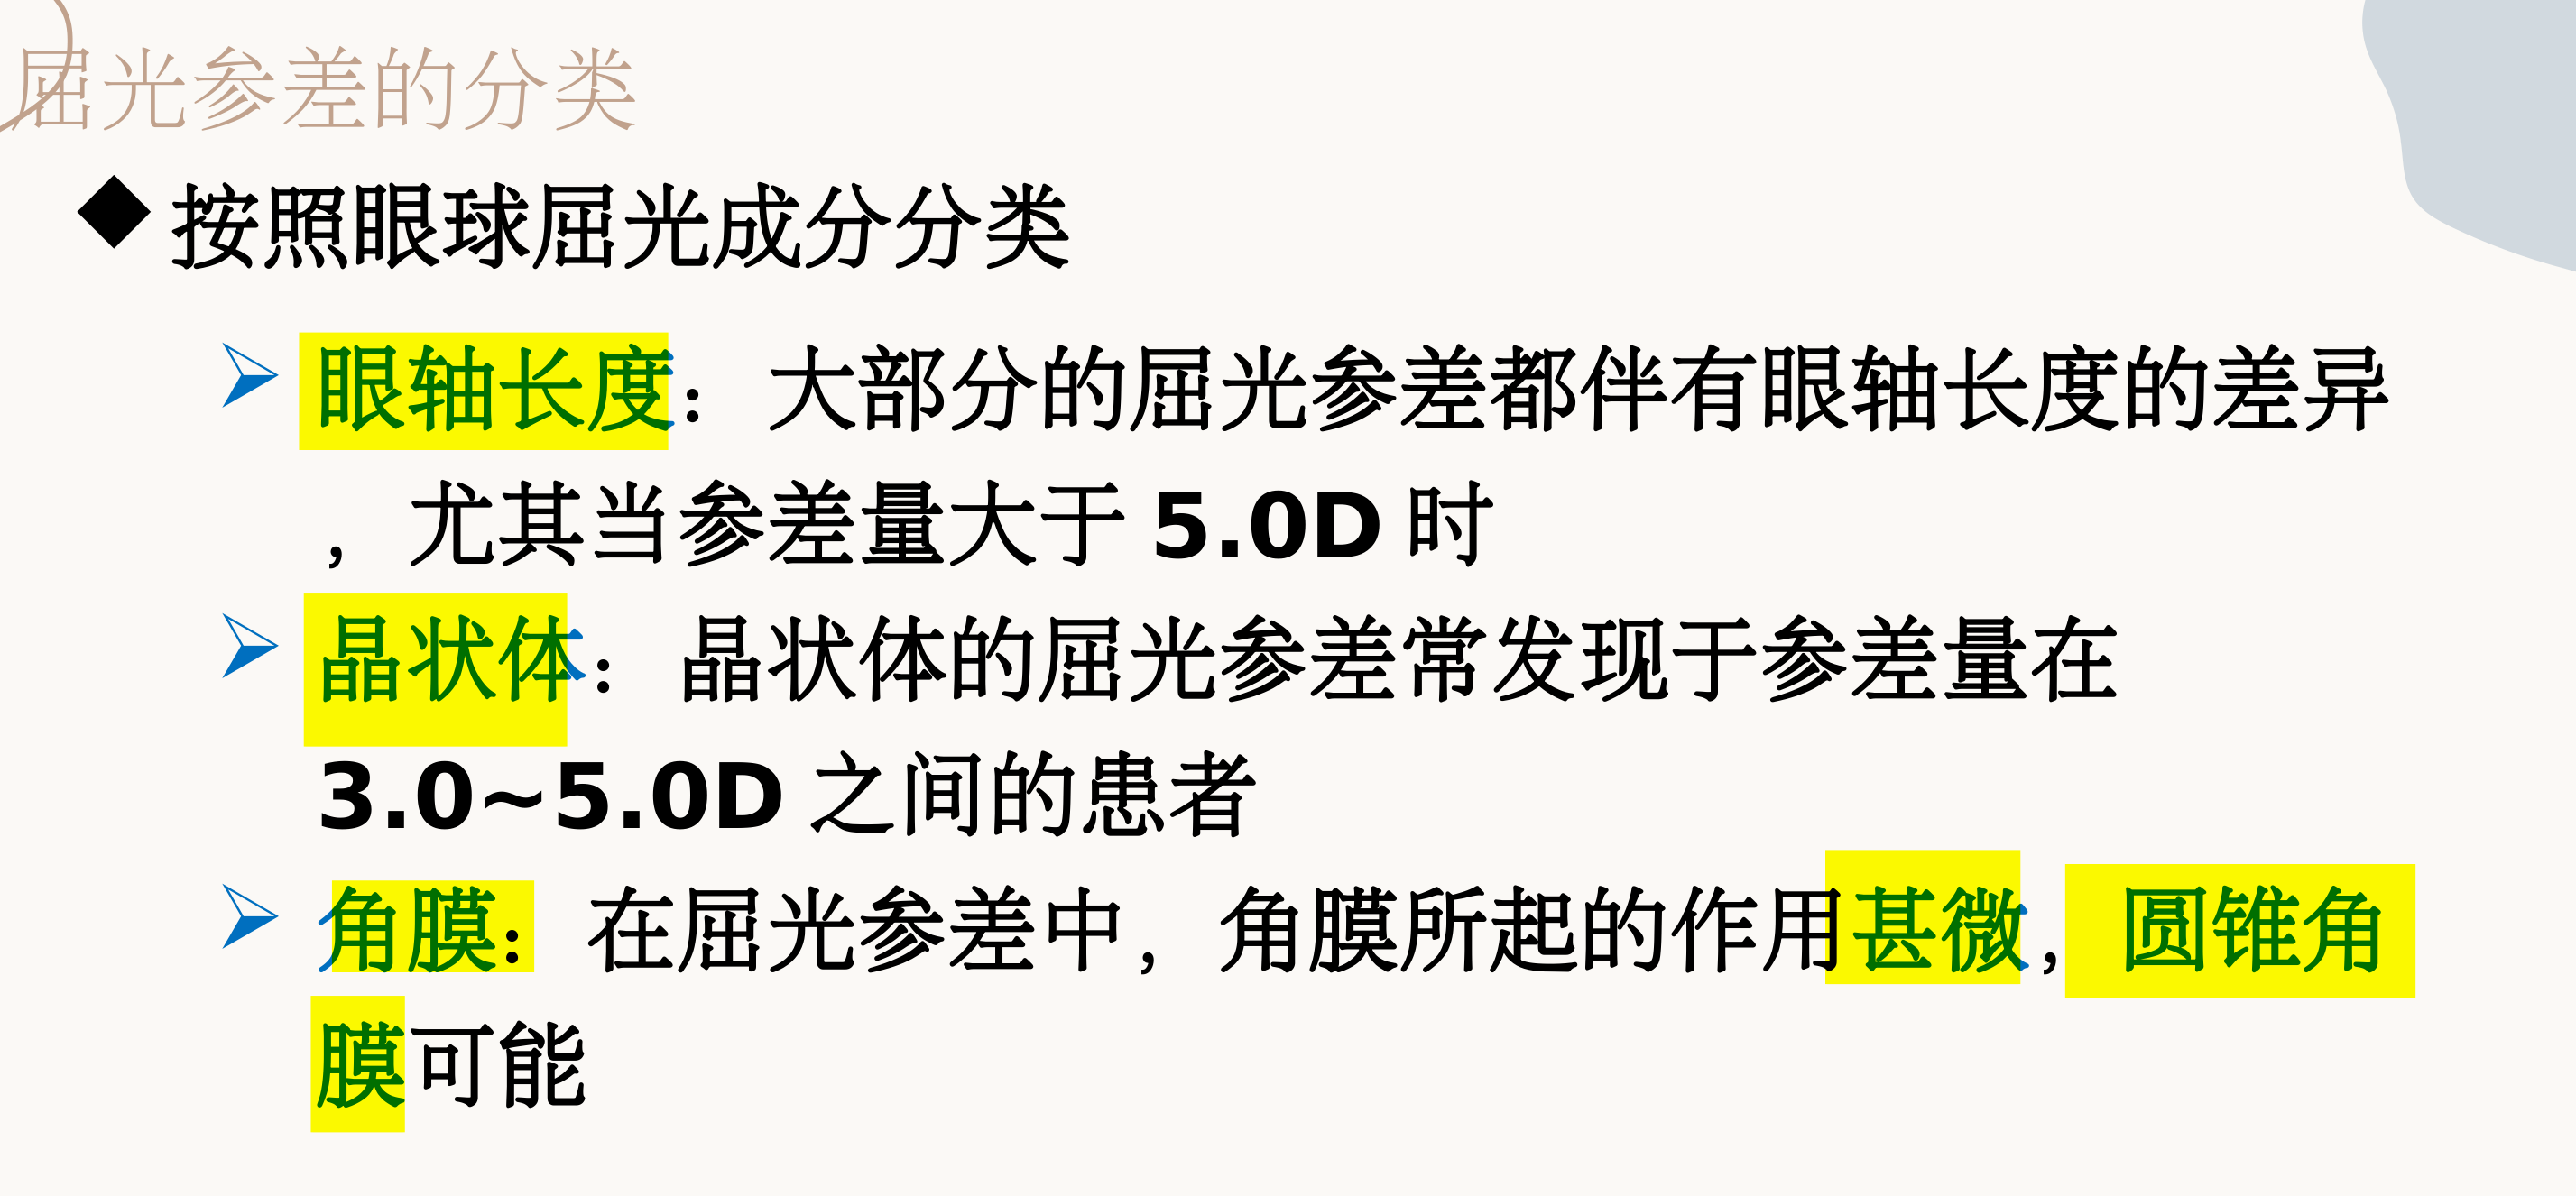 屈光参差的分类
按照眼球屈光成分分类
眼轴长度：大部分的屈光参差都伴有眼轴长度的差异
，尤其当参差量大于5.0D时
晶状体：晶状体的屈光参差常发现于参差量在
3.0~5.0D之间的患者
角膜：在屈光参差中，角膜所起的作用甚微，圆锥角
膜可能